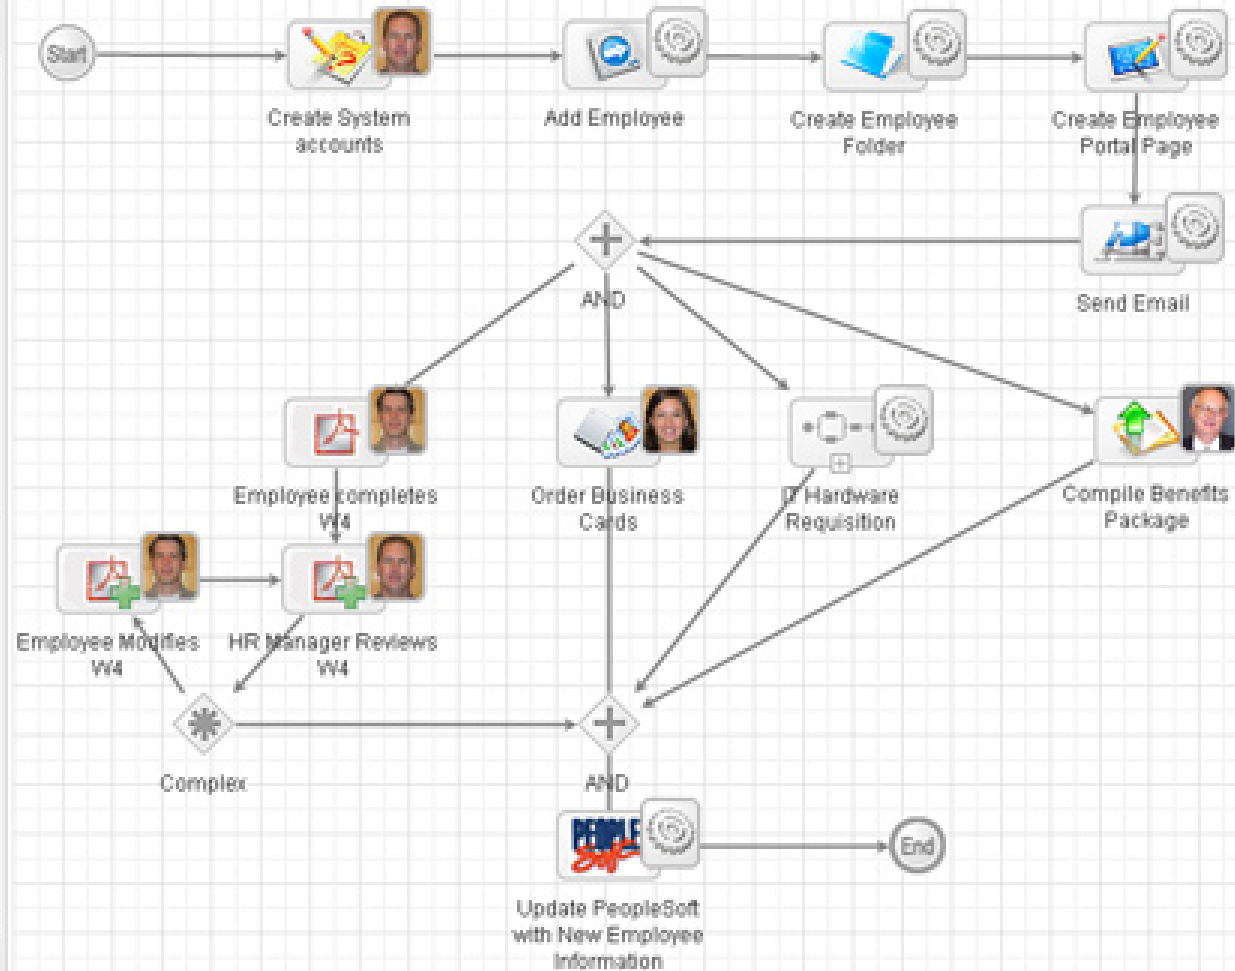 Start
Create System
accounts
Add Employee
Create Employee
Folder
Create Employee
Portal Page
Send Email
AND
Employee completes
W4
Order Business
Cards
IT Hardware
Requisition
Compile Benefits
Package
Employee Modifies
W4
HR Manager Reviews
W4
Complex
AND
PEOPLE
Soft
End
Update PeopleSoft
with New Employee
Information